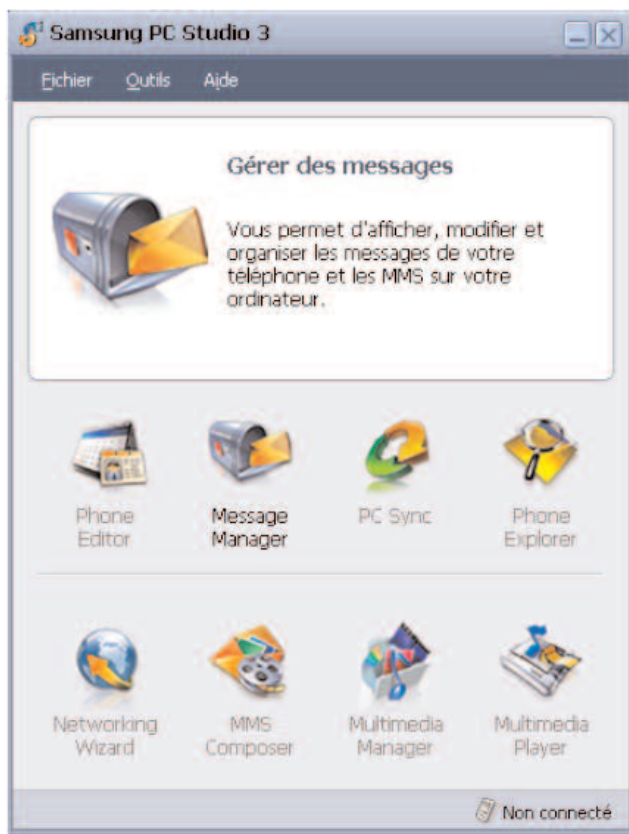 Samsung PC Studio 3
Fichier Outils Aide
Gérer des messages
Vous permet d'afficher, modifier et
organiser les messages de votre
téléphone et les MMS sur votre
ordinateur.
Phone
Editor
Message
Manager
PC Sync
Phone
Explorer
Networking
Wizard
MMS
Composer
Multimedia
Manager
Multimedia
Player
Non connecté